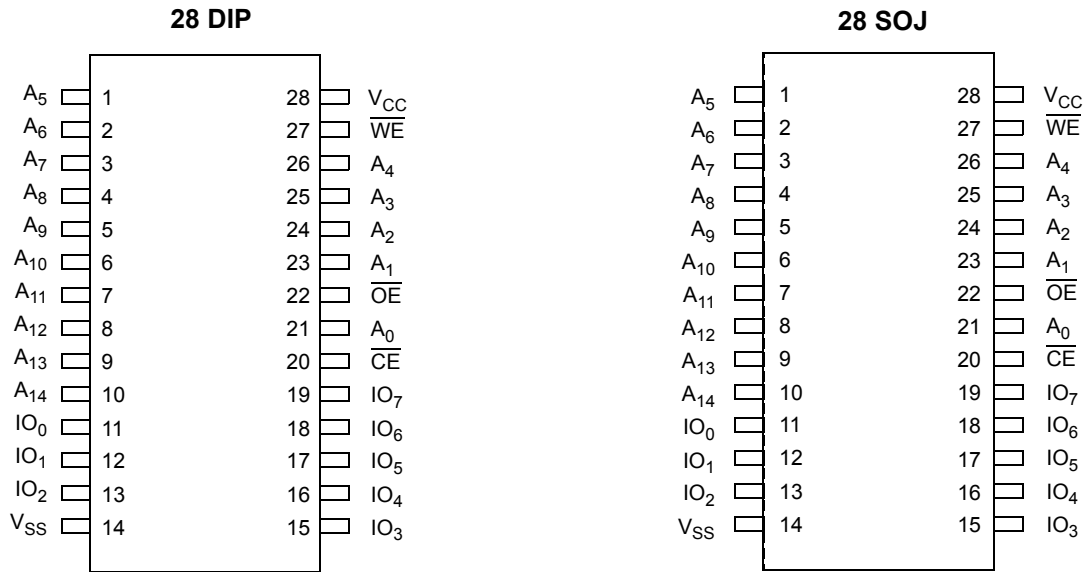 28 DIP
A5 1 28 VCC
A6 2 27 WE
A7 3 26 A4
A8 4 25 A3
A9 5 24 A2
A10 6 23 A1
A11 7 22 OE
A12 8 21 A0
A13 9 20 CE
A14 10 19 IO7
IO0 11 18 IO6
IO1 12 17 IO5
IO2 13 16 IO4
VSS 14 15 IO3
28 SOJ
A5 1 28 VCC
A6 2 27 WE
A7 3 26 A4
A8 4 25 A3
A9 5 24 A2
A10 6 23 A1
A11 7 22 OE
A12 8 21 A0
A13 9 20 CE
A14 10 19 IO7
IO0 11 18 IO6
IO1 12 17 IO5
IO2 13 16 IO4
VSS 14 15 IO3